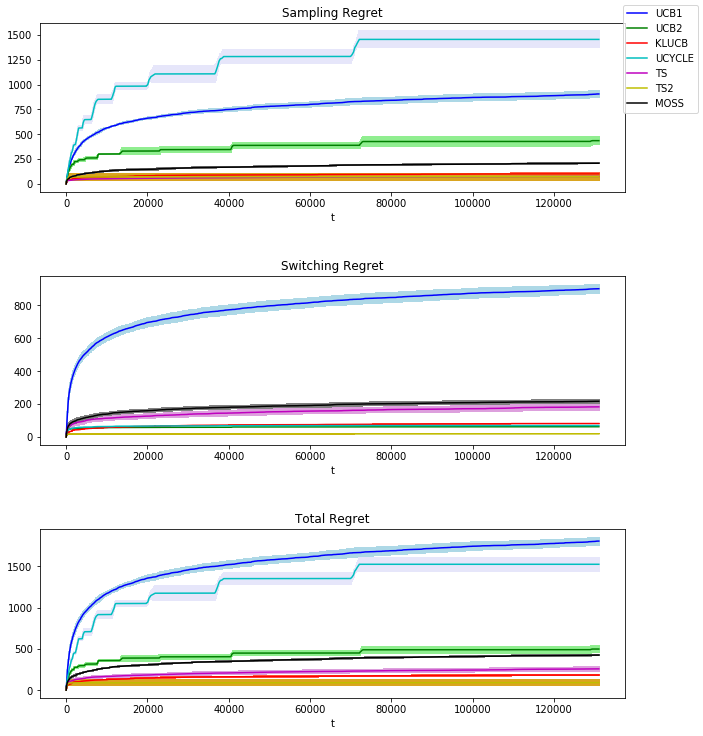 Sampling Regret
1500
1250
1000
750
500
250
0
0 20000 40000 60000 80000 100000 120000
t
UCB1
UCB2
KLUCB
UCYCLE
TS
TS2
MOSS
Switching Regret
800
600
400
200
0
0 20000 40000 60000 80000 100000 120000
t
Total Regret
1500
1000
500
0
0 20000 40000 60000 80000 100000 120000
t